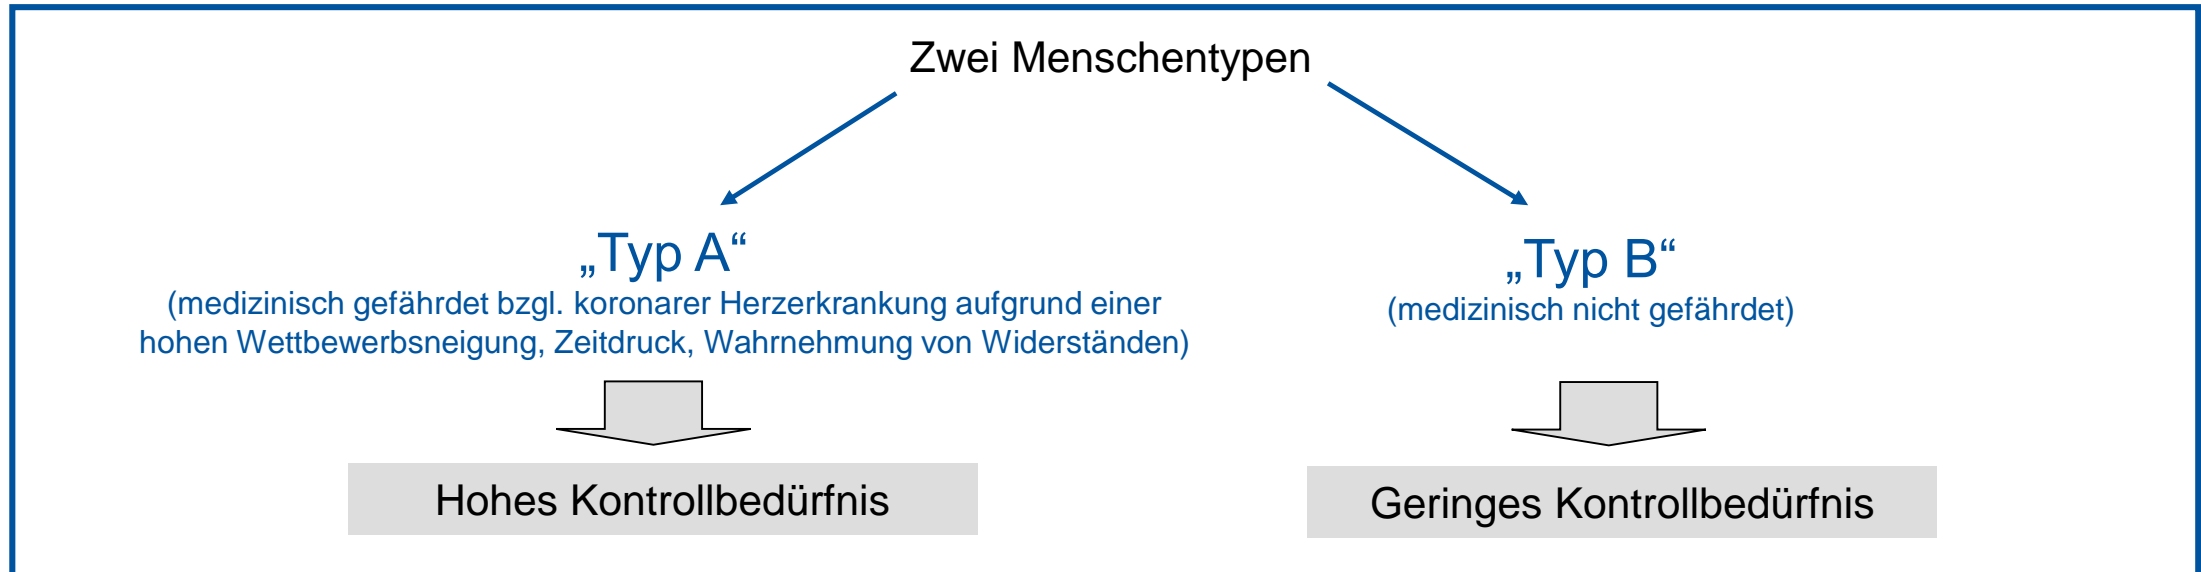 Zwei Menschentypen
„Typ A“
(medizinisch gefährdet bzgl. koronarer Herzerkrankung aufgrund einer
hohen Wettbewerbsneigung, Zeitdruck, Wahrnehmung von Widerständen)
Hohes Kontrollbedürfnis
„Typ B“
(medizinisch nicht gefährdet)
Geringes Kontrollbedürfnis